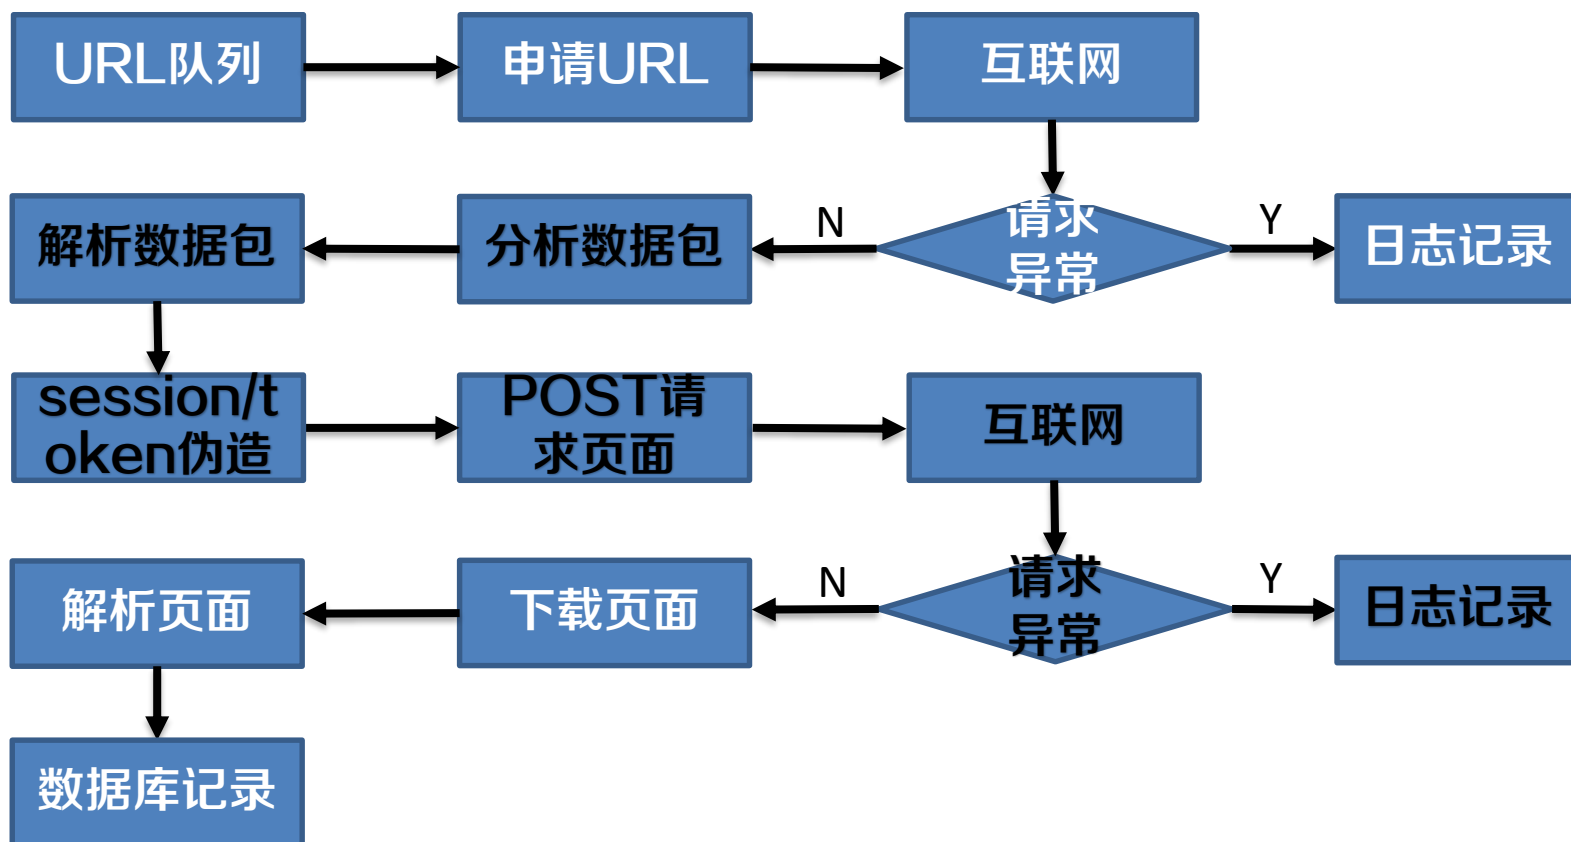 URL队列
申请URL
互联网
解析数据包
分析数据包
N
请求
异常
Y
日志记录
session/t
oken伪造
POST请
求页面
互联网
解析页面
下载页面
N
请求
异常
Y
日志记录
数据库记录